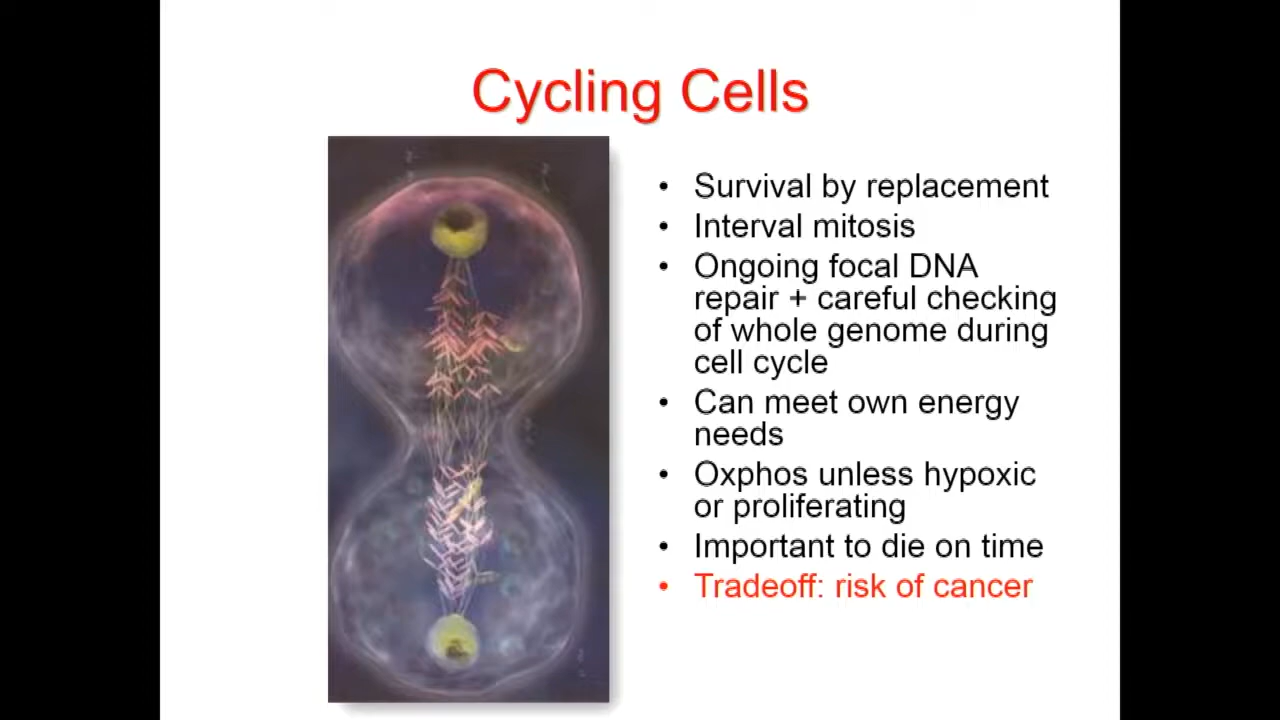 Cycling Cells
• Survival by replacement
• Interval mitosis
• Ongoing focal DNA
repair + careful checking
of whole genome during
cell cycle
• Can meet own energy
needs
• Oxphos unless hypoxic
or proliferating
• Important to die on time
• Tradeoff: risk of cancer